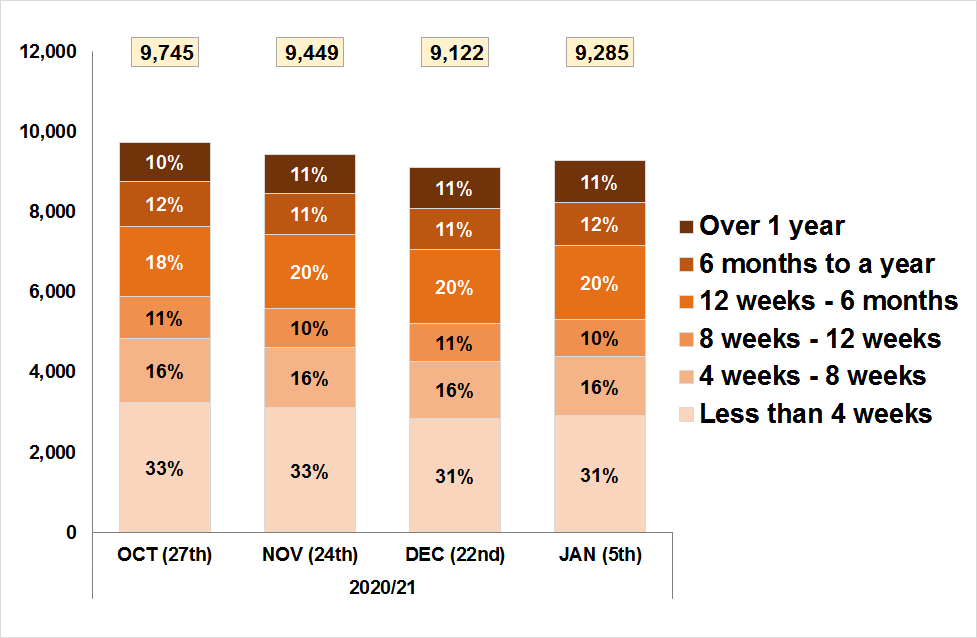 9,745 9,449 9,122 9,285
12,000
10,000
8,000
6,000
4,000
2,000
0
10% 11% 11% 11%
12% 11% 11% 12%
18% 20% 20% 20%
11% 10% 11% 10%
16% 16% 16% 16%
33% 33% 31% 31%
OCT (27th) NOV (24th) DEC (22nd) JAN (5th)
2020/21
Over 1 year
6 months to a year
12 weeks - 6 months
8 weeks - 12 weeks
4 weeks - 8 weeks
Less than 4 weeks